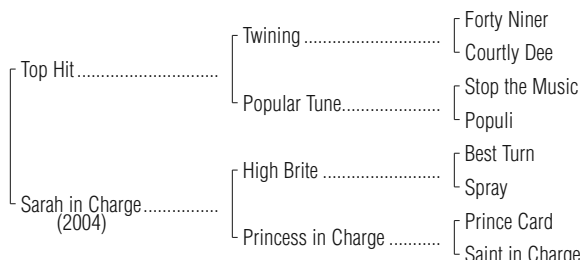 Forty Niner
Twining
Courtly Dee
Top Hit
Stop the Music
Popular Tune
Populi
Best Turn
High Brite
Spray
Sarah in Charge
(2004)
Prince Card
Princess in Charge
Saint in Charge